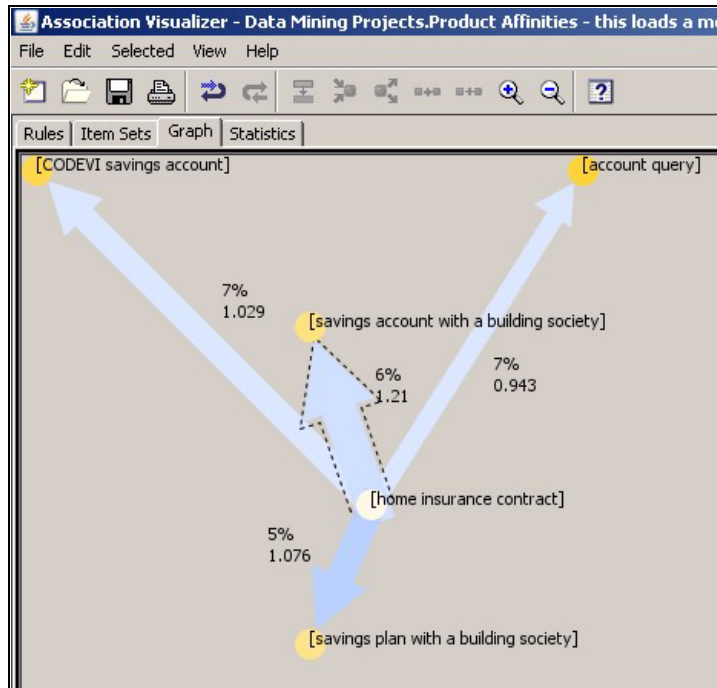 Association Visualizer - Data Mining Projects.Product Affinities - this loads a m
File Edit Selected View Help
Rules Item Sets Graph Statistics
[CODEVI savings account] [account query]
7%
1.029
[savings account with a building society]
7%
0.943
6%
1.21
[home insurance contract]
5%
1.076
[savings plan with a building society]